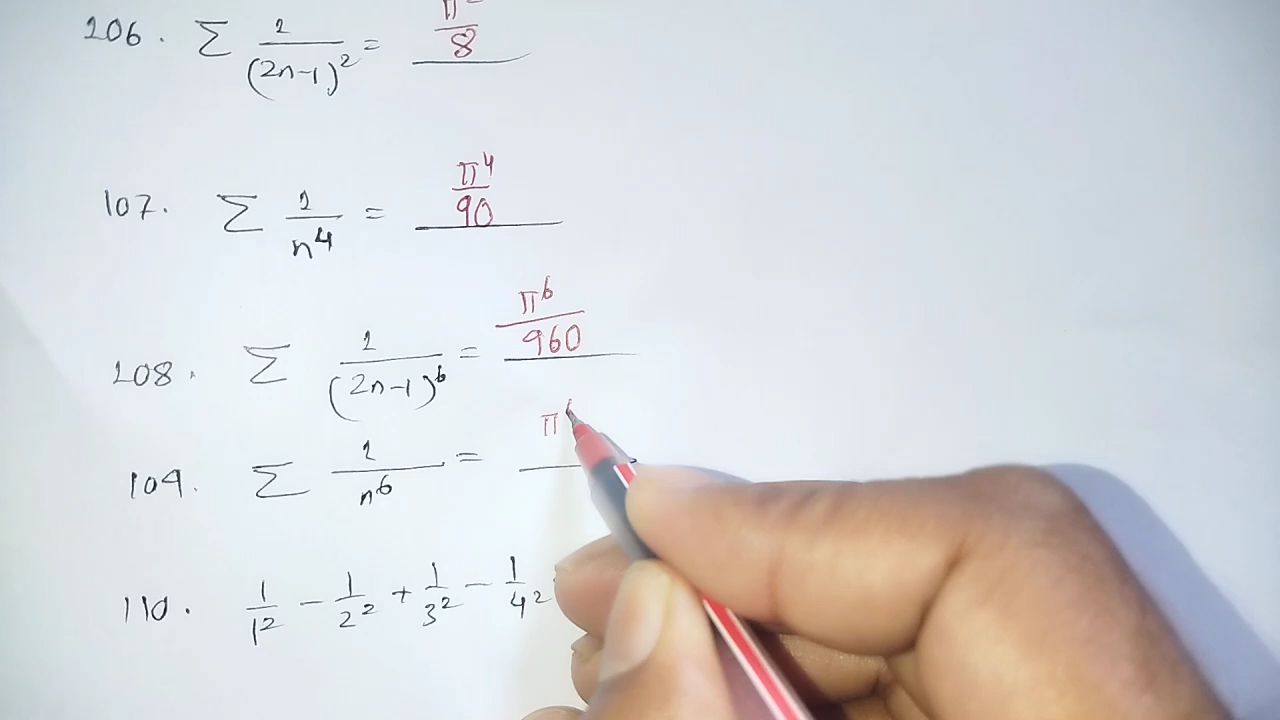 206. Σ 1/(2n-1)² = π²/8
107. Σ 1/n⁴ = π⁴/90
108. Σ 1/(2n-1)⁶ = π⁶/960
109. Σ 1/n⁶ = π
110. 1/1² - 1/2² + 1/3² - 1/4²